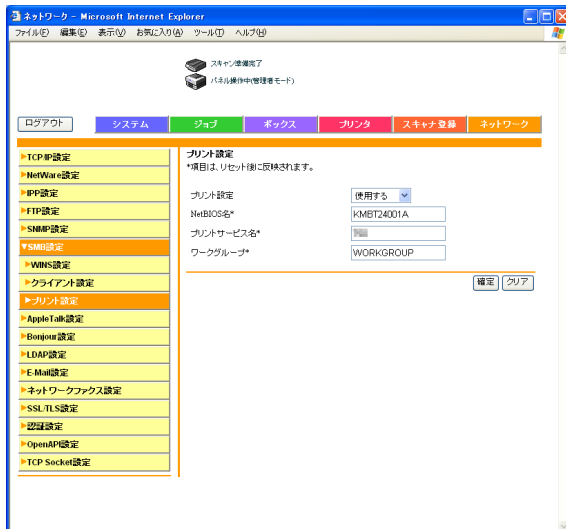 ネットワーク - Microsoft Internet Explorer
ファイル(F) 編集(E) 表示(V) お気に入り(A) ツール(T) ヘルプ(H)
スキャン準備完了
パネル操作中(管理者モード)
ログアウト システム ジョブ ボックス プリンタ スキャナ登録 ネットワーク
TCP/IP設定
NetWare設定
IPP設定
FTP設定
SNMP設定
SMB設定
WINS設定
クライアント設定
プリント設定
AppleTalk設定
Bonjour設定
LDAP設定
E-Mail設定
ネットワークファクス設定
SSL/TLS設定
認証設定
OpenAPI設定
TCP Socket設定
プリント設定
*項目は、リセット後に反映されます。
プリント設定 使用する
NetBIOS名* KMBT24001A
プリントサービス名*
ワークグループ* WORKGROUP
確定 クリア